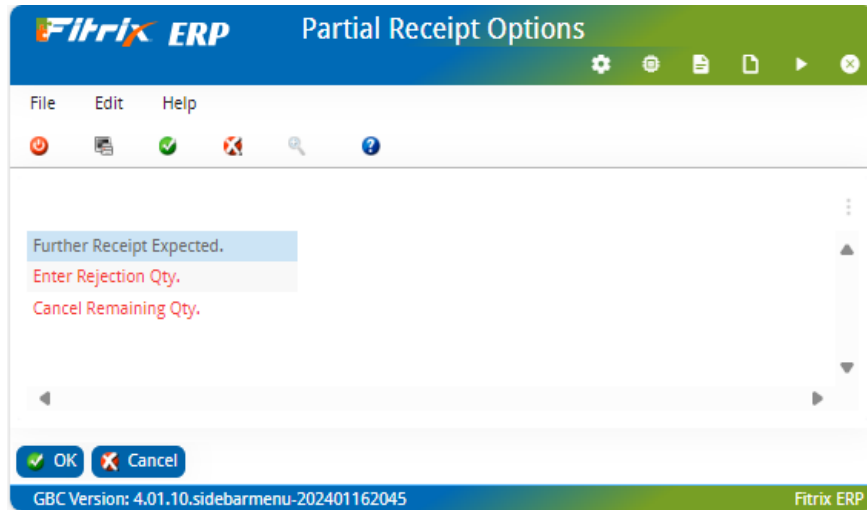 Fitrix ERP Partial Receipt Options
File Edit Help
Further Receipt Expected.
Enter Rejection Qty.
Cancel Remaining Qty.
OK Cancel
GBC Version: 4.01.10.sidebarmenu-202401162045 Fitrix ERP